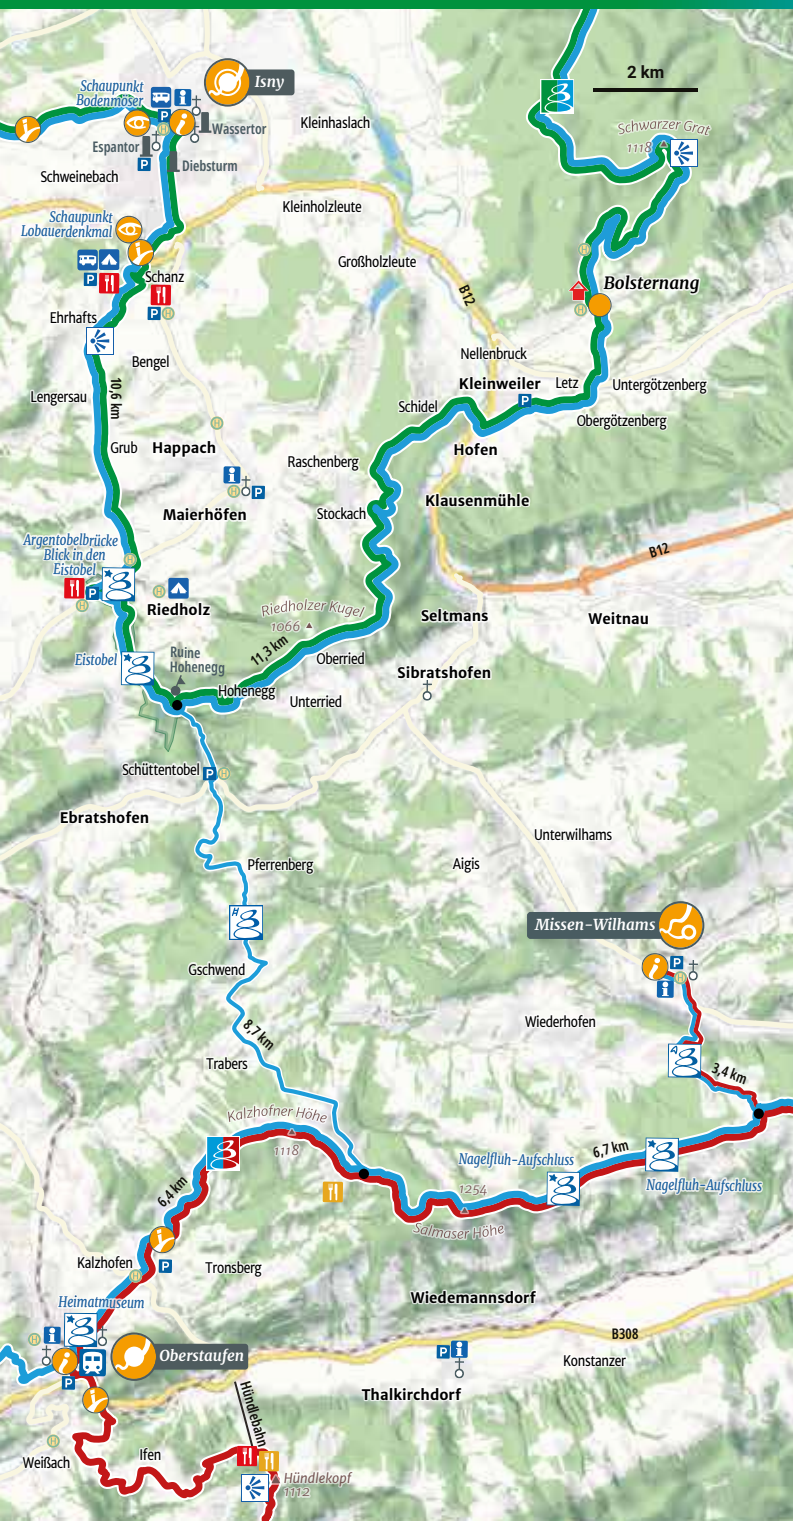 2 km
Schaupunkt
Bodenmöser
Isny
i
P
H
i
Wassertor
Kleinhaslach
Schwarzer Grat
1118
Espantor
P
Diebsturm
Schweinebach
Schaupunkt
Lobauerdenkmal
Kleinholzleute
Großholzleute
H
P
Schanz
P H
B12
Bolsternang
H
Ehrhafts
Bengel
Nellenbruck
Kleinweiler
Letz
Untergötzenberg
P
Lengersau
10,6 km
Schidel
Obergötzenberg
H
Grub
Happach
Raschenberg
Hofen
i
H P
Maierhöfen
Stockach
Klausenmühle
Argentobelbrücke
Blick in den
Eistobel
H
B12
P
H
H
Riedholz
Riedholzer Kugel
1066
Seltmans
Weitnau
Eistobel
Ruine
Hohenegg
11,3 km
Oberried
Sibratshofen
Hohenegg
Unterried
Schüttentobel
P H
Ebratshofen
Unterwilhams
Pferrenberg
Aigis
H
Missen-Wilhams
i
P
H
i
Gschwend
Wiederhofen
8,7 km
A
3,4 km
Trabers
Kalzhofner Höhe
1118
6,7 km
Nagelfluh-Aufschluss
Nagelfluh-Aufschluss
6,4 km
1254
Salmaser Höhe
Kalzhofen
P
H
Tronsberg
Heimatmuseum
Wiedemannsdorf
H
i
i
P
Oberstaufen
B308
P i
Konstanzer
Thalkirchdorf
Hündlebahn
H
Weißach
Ifen
Hündlekopf
1112